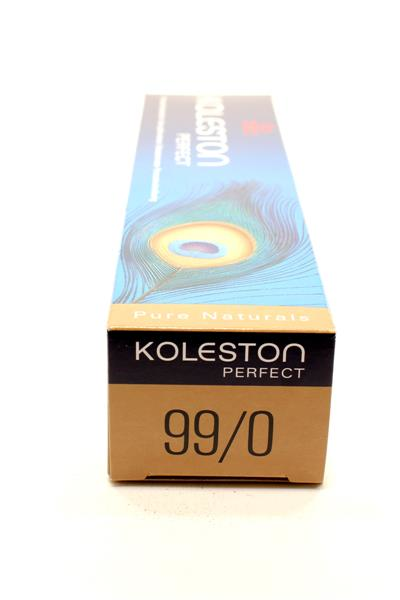 KOLESTON
PERFECT
Pure Naturals
KOLESTON
PERFECT
99/0